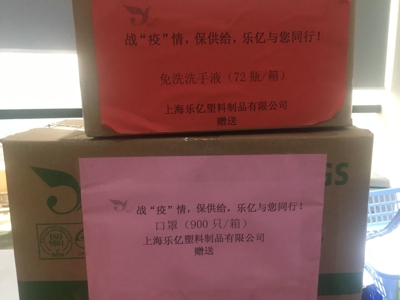 战“疫”情，保供给，乐亿与您同行！
免洗洗手液（72瓶/箱）
上海乐亿塑料制品有限公司
赠送
GS
战“疫”情，保供给，乐亿与您同行！
口罩（900只/箱）
上海乐亿塑料制品有限公司
赠送
ISO
9001